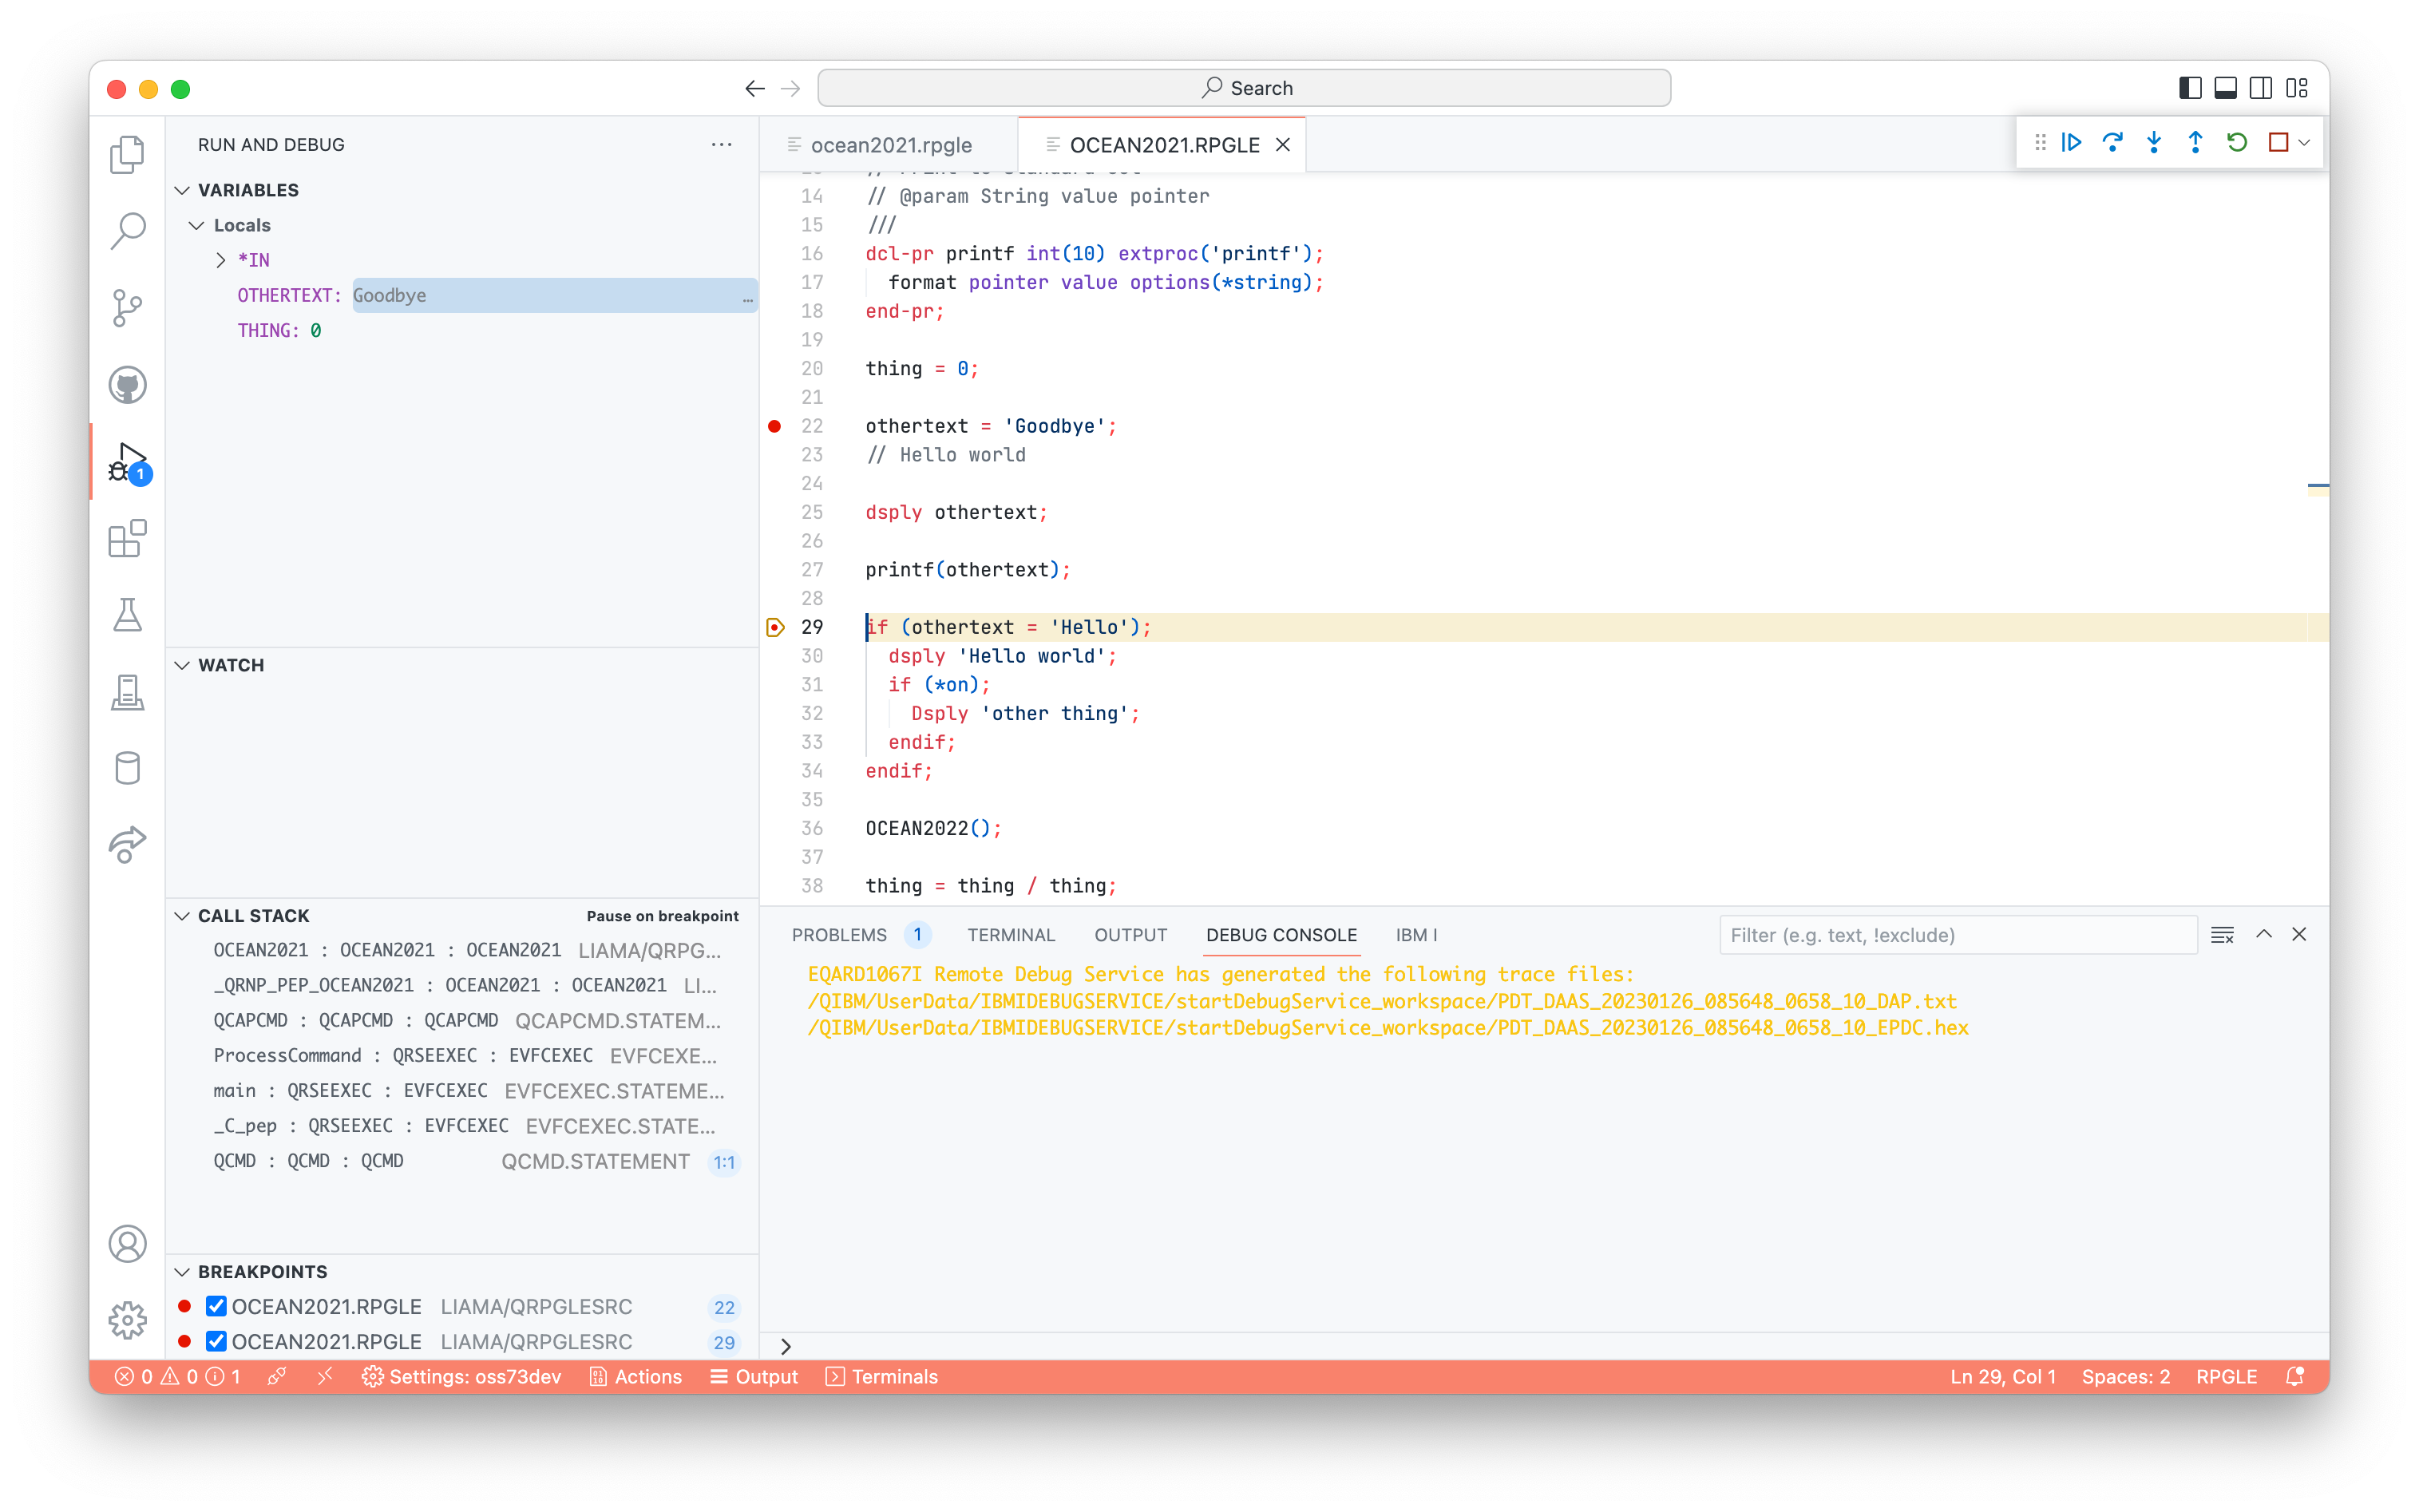 Search
RUN AND DEBUG
VARIABLES
Locals
*IN
OTHERTEXT: Goodbye …
THING: 0
WATCH
CALL STACK Pause on breakpoint
OCEAN2021 : OCEAN2021 : OCEAN2021 LIAMA/QRPG...
_QRNP_PEP_OCEAN2021 : OCEAN2021 : OCEAN2021 LI...
QCAPCMD : QCAPCMD : QCAPCMD QCAPCMD.STATEM...
ProcessCommand : QRSEEXEC : EVFCEXEC EVFCEXE...
main : QRSEEXEC : EVFCEXEC EVFCEXEC.STATEME...
_C_pep : QRSEEXEC : EVFCEXEC EVFCEXEC.STATE...
QCMD : QCMD : QCMD QCMD.STATEMENT 1:1
BREAKPOINTS
OCEAN2021.RPGLE LIAMA/QRPGLESRC 22
OCEAN2021.RPGLE LIAMA/QRPGLESRC 29
1
ocean2021.rpgle OCEAN2021.RPGLE
14 // @param String value pointer
15 ///
16 dcl-pr printf int(10) extproc('printf');
17 format pointer value options(*string);
18 end-pr;
19
20 thing = 0;
21
22 othertext = 'Goodbye';
23 // Hello world
24
25 dsply othertext;
26
27 printf(othertext);
28
29 if (othertext = 'Hello');
30 dsply 'Hello world';
31 if (*on);
32 Dsply 'other thing';
33 endif;
34 endif;
35
36 OCEAN2022();
37
38 thing = thing / thing;
PROBLEMS 1 TERMINAL OUTPUT DEBUG CONSOLE IBM I Filter (e.g. text, !exclude)
EQARD1067I Remote Debug Service has generated the following trace files:
/QIBM/UserData/IBMIDEBUGSERVICE/startDebugService_workspace/PDT_DAAS_20230126_085648_0658_10_DAP.txt
/QIBM/UserData/IBMIDEBUGSERVICE/startDebugService_workspace/PDT_DAAS_20230126_085648_0658_10_EPDC.hex
0 0 1 Settings: oss73dev Actions Output Terminals Ln 29, Col 1 Spaces: 2 RPGLE